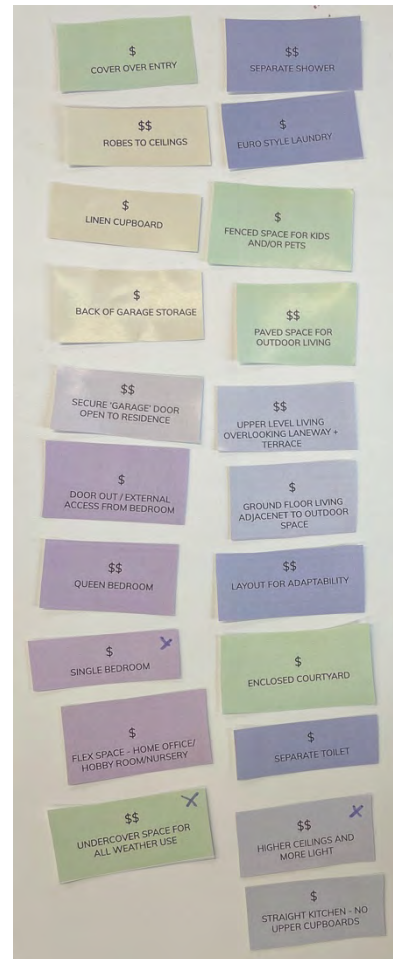 $
COVER OVER ENTRY
$$
SEPARATE SHOWER
$$
ROBES TO CEILINGS
$
EURO STYLE LAUNDRY
$
LINEN CUPBOARD
$
FENCED SPACE FOR KIDS
AND/OR PETS
$
BACK OF GARAGE STORAGE
$$
PAVED SPACE FOR
OUTDOOR LIVING
$$
SECURE 'GARAGE' DOOR
OPEN TO RESIDENCE
$$
UPPER LEVEL LIVING
OVERLOOKING LANEWAY +
TERRACE
$
DOOR OUT / EXTERNAL
ACCESS FROM BEDROOM
$
GROUND FLOOR LIVING
ADJACENET TO OUTDOOR
SPACE
$$
QUEEN BEDROOM
$$
LAYOUT FOR ADAPTABILITY
$
SINGLE BEDROOM
X
$
ENCLOSED COURTYARD
$
FLEX SPACE - HOME OFFICE/
HOBBY ROOM/NURSERY
$
SEPARATE TOILET
$$
UNDERCOVER SPACE FOR
ALL WEATHER USE
X
$$
HIGHER CEILINGS AND
MORE LIGHT
X
$
STRAIGHT KITCHEN - NO
UPPER CUPBOARDS